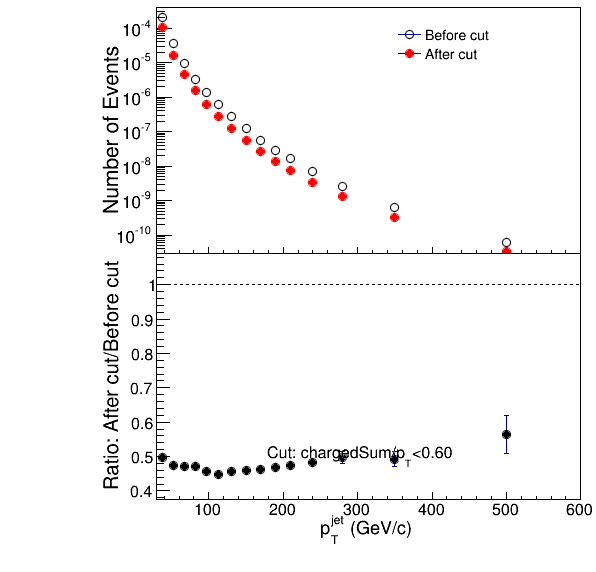 Number of Events
10^-4
10^-5
10^-6
10^-7
10^-8
10^-9
10^-10
Before cut
After cut
Ratio: After cut/Before cut
1
0.9
0.8
0.7
0.6
0.5
0.4
Cut: chargedSum/p_T<0.60
100 200 300 400 500 600
p_T^jet (GeV/c)